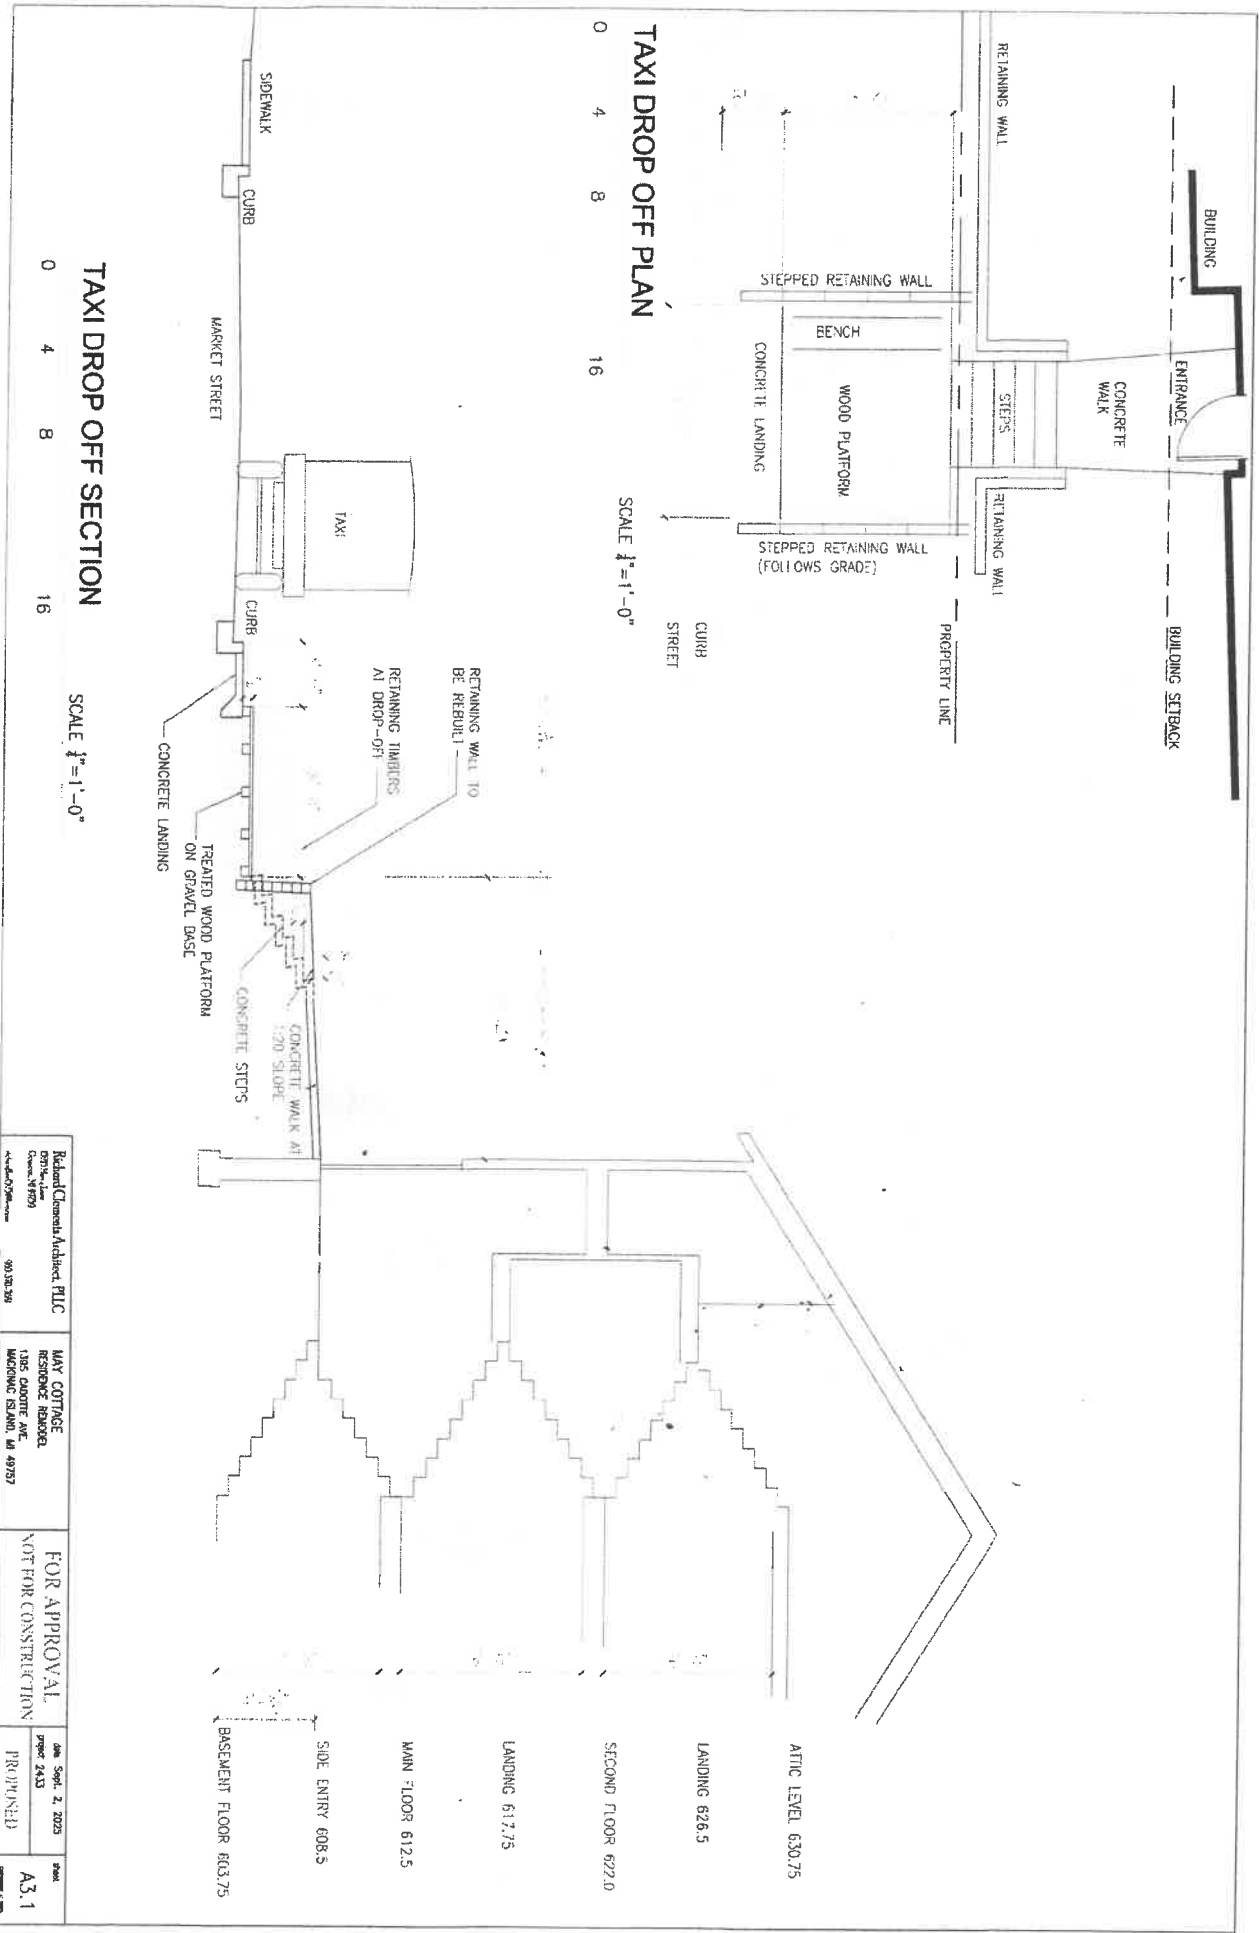 BUILDING
BUILDING SETBACK
ENTRANCE
CONCRETE
WALK
RETAINING WALL
STEPS
RETAINING WALL
PROPERTY LINE
STEPPED RETAINING WALL
BENCH
WOOD PLATFORM
CONCRETE LANDING
STEPPED RETAINING WALL
(FOLLOWS GRADE)
CURB
STREET
TAXI DROP OFF PLAN
SCALE ¼"=1'-0"
0 4 8 16
ATTIC LEVEL 630.75
LANDING 626.5
SECOND FLOOR 622.0
LANDING 617.75
MAIN FLOOR 612.5
SIDE ENTRY 608.5
BASEMENT FLOOR 603.75
RETAINING WALL TO
BE REBUILT
RETAINING TIMBERS
AT DROP-OFF
TAXI
SIDEWALK
CURB
MARKET STREET
CURB
CONCRETE WALK AT
1:20 SLOPE
CONCRETE STEPS
TREATED WOOD PLATFORM
ON GRAVEL BASE
CONCRETE LANDING
TAXI DROP OFF SECTION
SCALE ¼"=1'-0"
0 4 8 16
Richard Clements Architect, PLLC
MAY COTTAGE
RESIDENCE REMODEL
1395 CADOTTE AVE.
MACKINAC ISLAND, MI 49757
FOR APPROVAL
NOT FOR CONSTRUCTION
date Sept. 2, 2025
project 2433
PROPOSED
sheet
A3.1